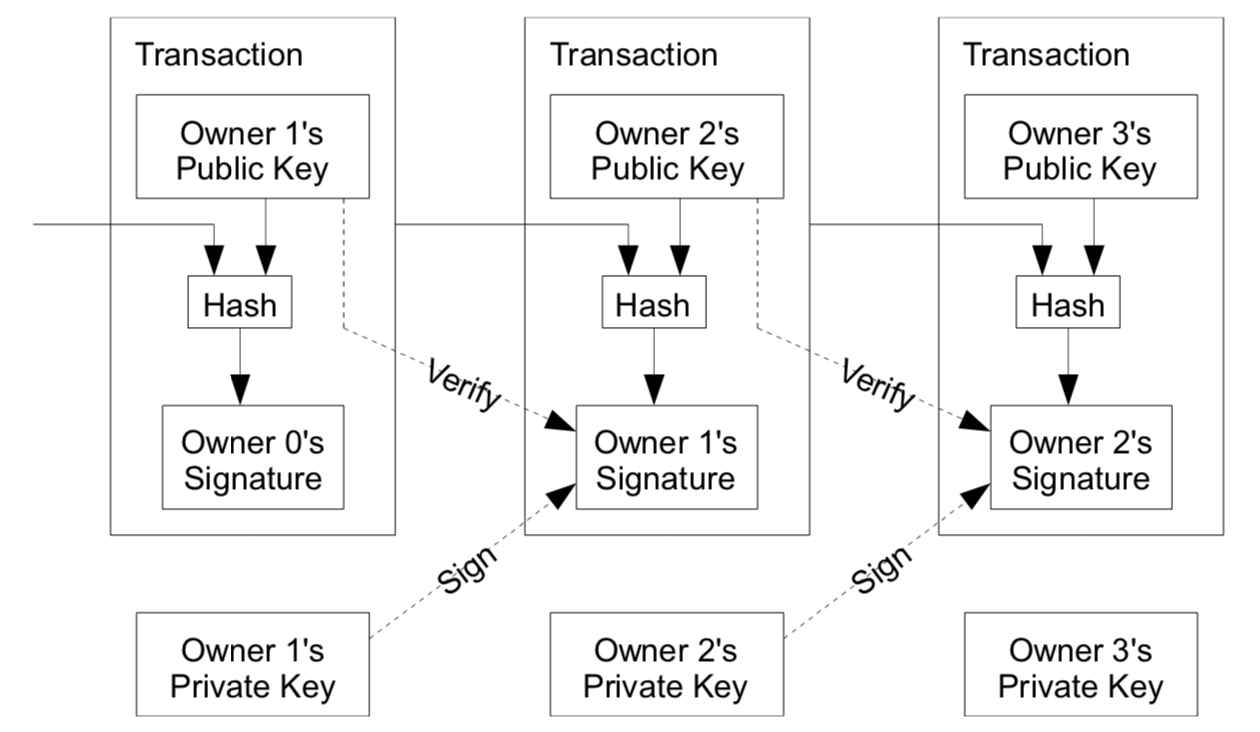 Transaction
Owner 1's
Public Key
Hash
Owner 0's
Signature
Transaction
Owner 2's
Public Key
Hash
Verify
Owner 1's
Signature
Transaction
Owner 3's
Public Key
Hash
Verify
Owner 2's
Signature
Sign
Sign
Owner 1's
Private Key
Owner 2's
Private Key
Owner 3's
Private Key